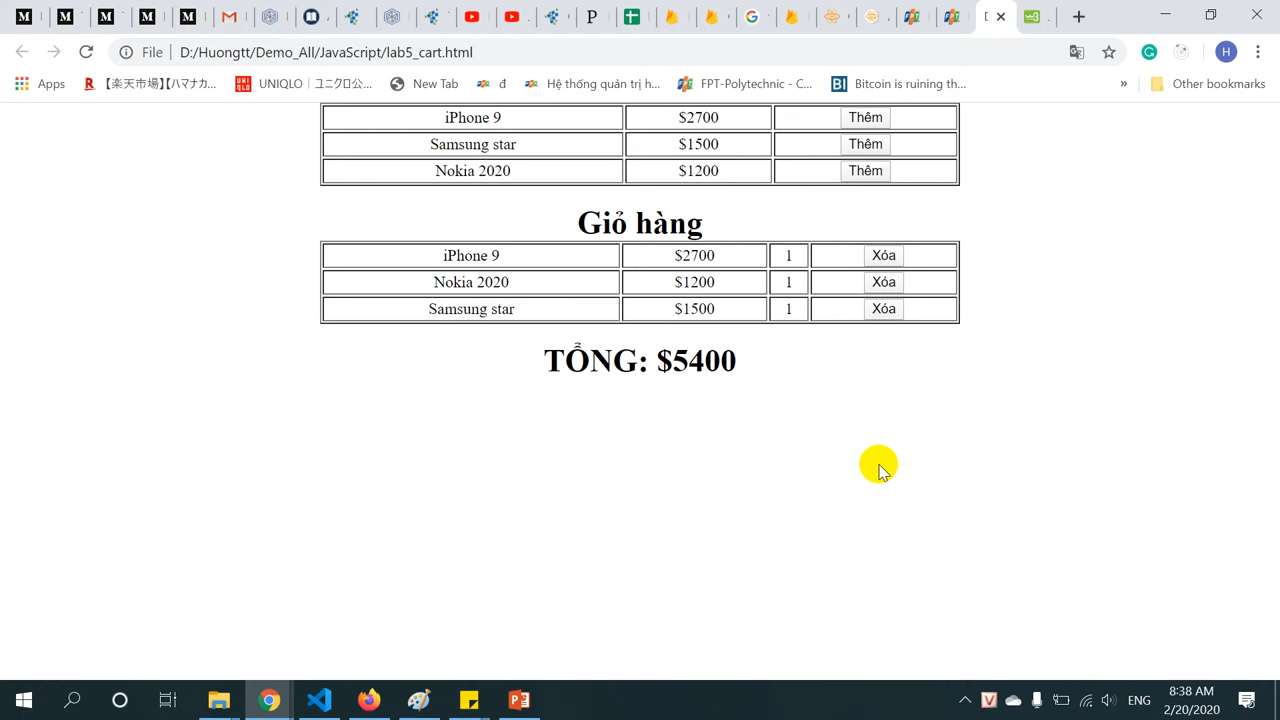 File D:/Huongtt/Demo_All/JavaScript/lab5_cart.html
Apps 【楽天市場】【ハマナカ... UNIQLO｜ユニクロ公... New Tab đ Hệ thống quản trị h... FPT-Polytechnic - C... BI Bitcoin is ruining th... » Other bookmarks
iPhone 9 $2700 Thêm
Samsung star $1500 Thêm
Nokia 2020 $1200 Thêm
Giỏ hàng
iPhone 9 $2700 1 Xóa
Nokia 2020 $1200 1 Xóa
Samsung star $1500 1 Xóa
TỔNG: $5400
ENG
8:38 AM
2/20/2020